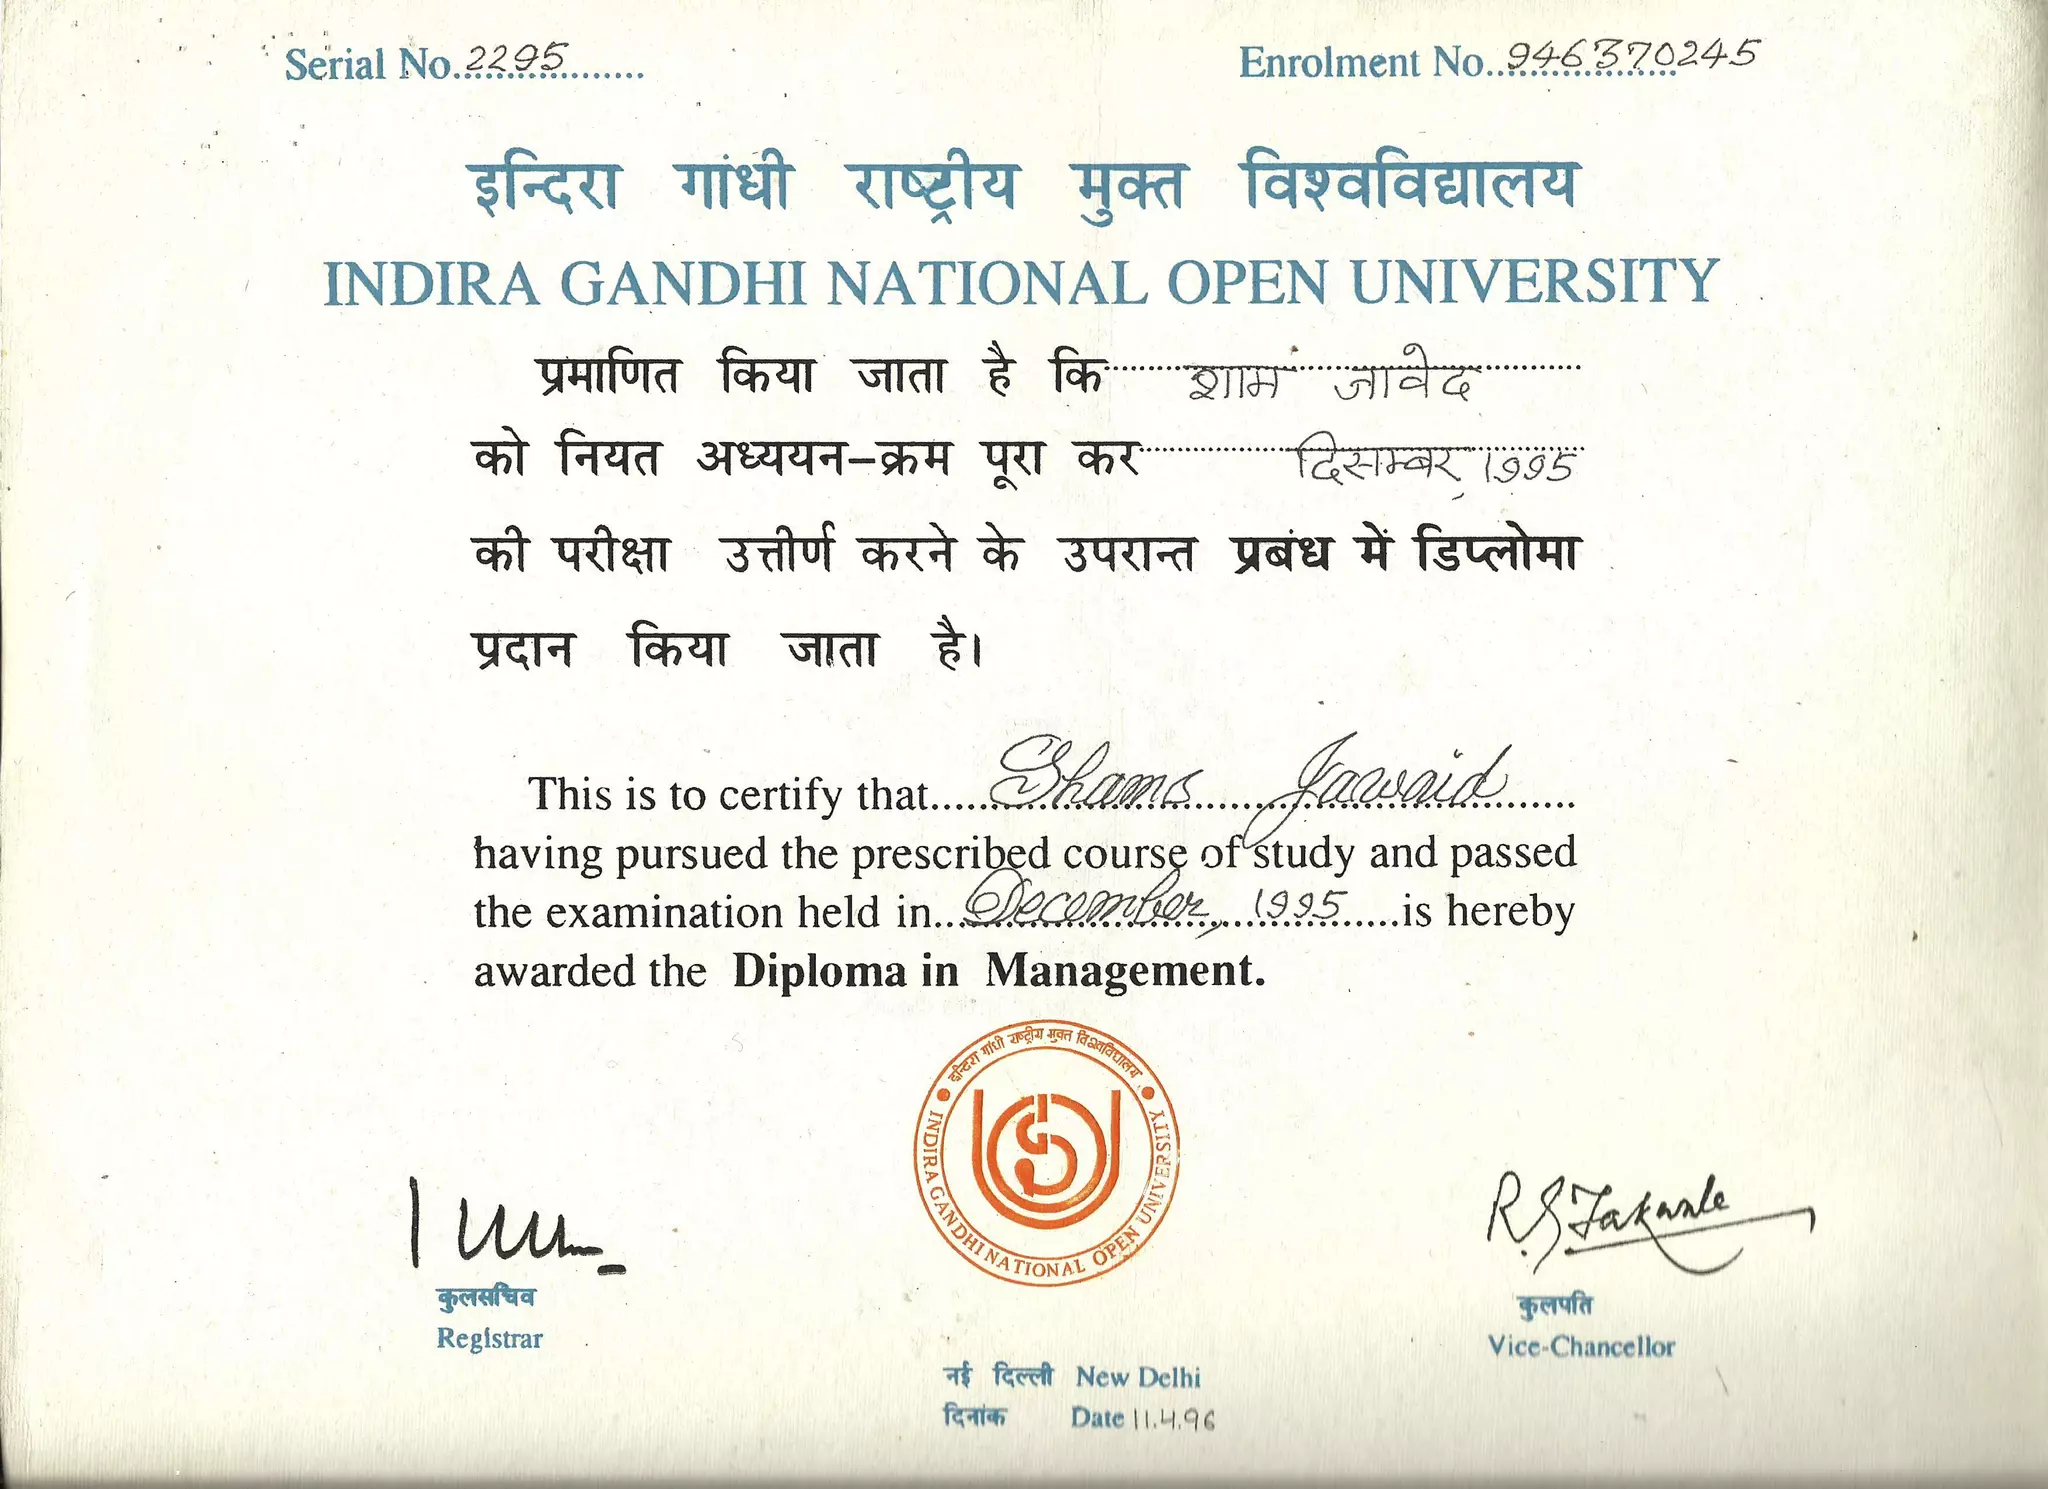 Serial No. 2295 Enrolment No. 946370245
इन्दिरा गांधी राष्ट्रीय मुक्त विश्वविद्यालय
INDIRA GANDHI NATIONAL OPEN UNIVERSITY
प्रमाणित किया जाता है कि शाम जावेद
को नियत अध्ययन-क्रम पूरा कर दिसम्बर, 1995
की परीक्षा उत्तीर्ण करने के उपरान्त प्रबंध में डिप्लोमा
प्रदान किया जाता है।
This is to certify that Shams Jawaid
having pursued the prescribed course of study and passed
the examination held in December, 1995 is hereby
awarded the Diploma in Management.
इन्दिरा गांधी राष्ट्रीय मुक्त विश्वविद्यालय
INDIRA GANDHI NATIONAL OPEN UNIVERSITY
R G Takwale
कुलसचिव कुलपति
Registrar Vice-Chancellor
नई दिल्ली New Delhi
दिनांक Date 11.4.96